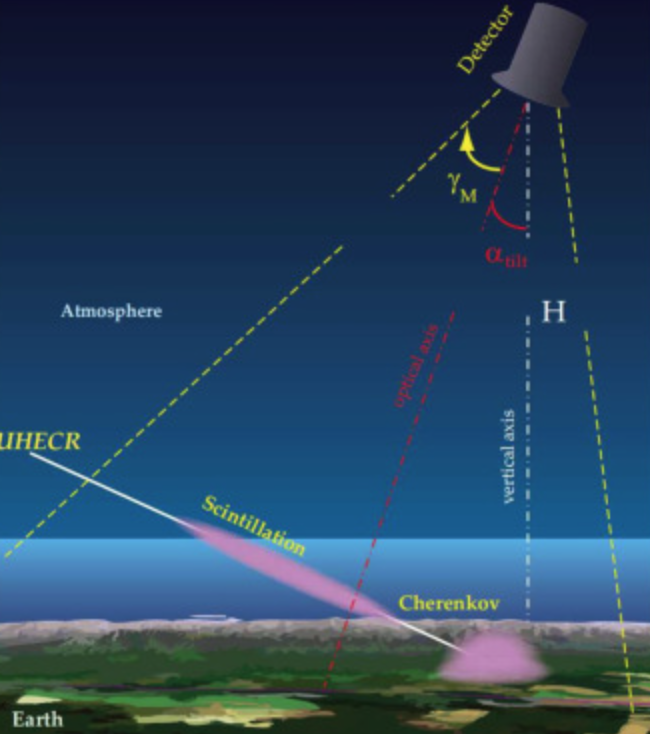 Detector
γM
αtilt
H
Atmosphere
optical axis
vertical axis
UHECR
Scintillation
Cherenkov
Earth